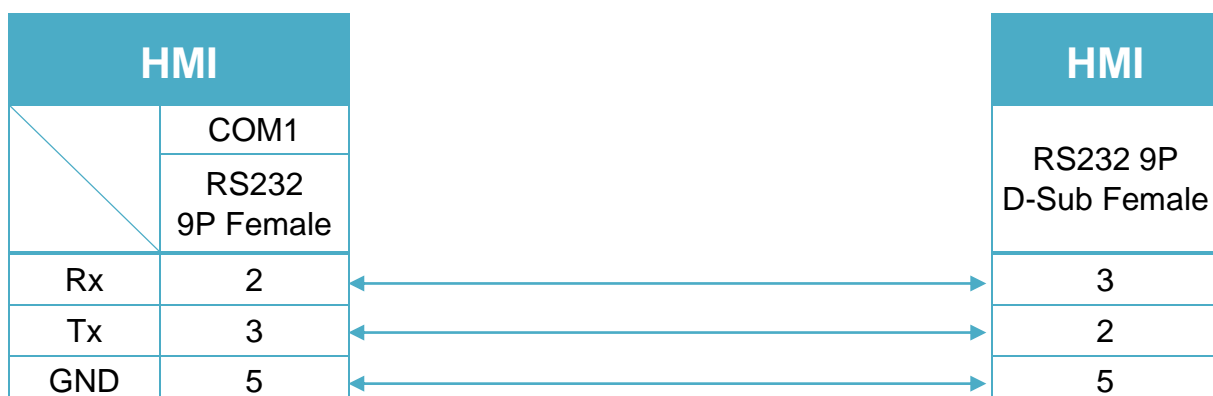 HMI
HMI
COM1
RS232
9P Female
RS232 9P
D-Sub Female
Rx 2 3
Tx 3 2
GND 5 5